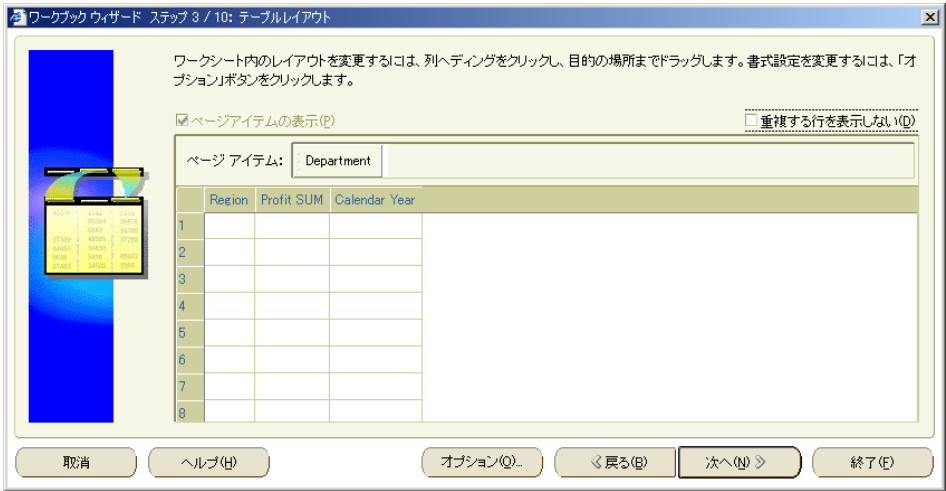 ワークブック ウィザード ステップ 3 / 10: テーブルレイアウト
ワークシート内のレイアウトを変更するには、列ヘディングをクリックし、目的の場所までドラッグします。書式設定を変更するには、「オ
プション」ボタンをクリックします。
ページアイテムの表示(P)
重複する行を表示しない(D)
ページ アイテム: Department
Region Profit SUM Calendar Year
1
2
3
4
5
6
7
8
取消 ヘルプ(H) オプション(O)... 戻る(B) 次へ(N) 終了(F)